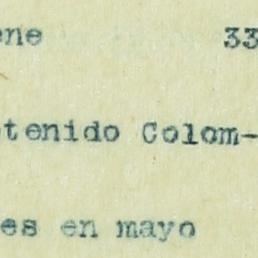 ene 33
tenido Colom-
es en mayo